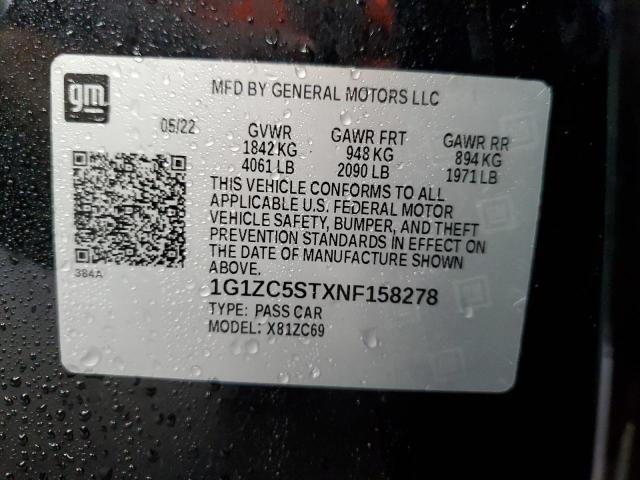 gm
MFD BY GENERAL MOTORS LLC
05/22 GVWR GAWR FRT GAWR RR
1842 KG 948 KG 894 KG
4061 LB 2090 LB 1971 LB
THIS VEHICLE CONFORMS TO ALL
APPLICABLE U.S. FEDERAL MOTOR
VEHICLE SAFETY, BUMPER, AND THEFT
PREVENTION STANDARDS IN EFFECT ON
THE DATE OF MANUFACTURE SHOWN
ABOVE.
384A
1G1ZC5STXNF158278
TYPE: PASS CAR
MODEL: X81ZC69